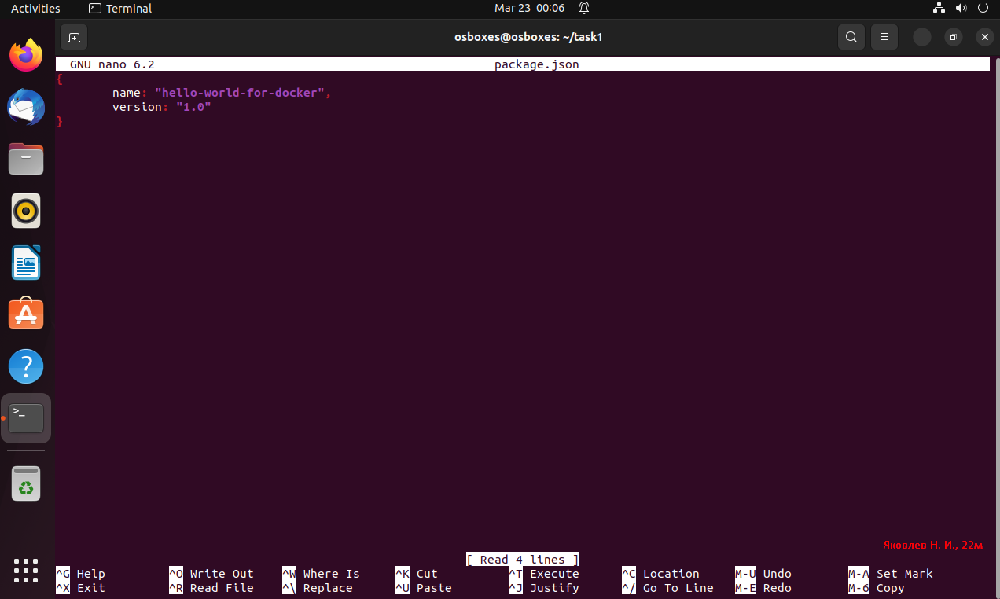 Activities Terminal Mar 23 00:06
osboxes@osboxes: ~/task1
GNU nano 6.2 package.json
{
name: "hello-world-for-docker",
version: "1.0"
}
Яковлев Н. И., 22м
[ Read 4 lines ]
^G Help ^O Write Out ^W Where Is ^K Cut ^T Execute ^C Location M-U Undo M-A Set Mark
^X Exit ^R Read File ^\ Replace ^U Paste ^J Justify ^/ Go To Line M-E Redo M-6 Copy